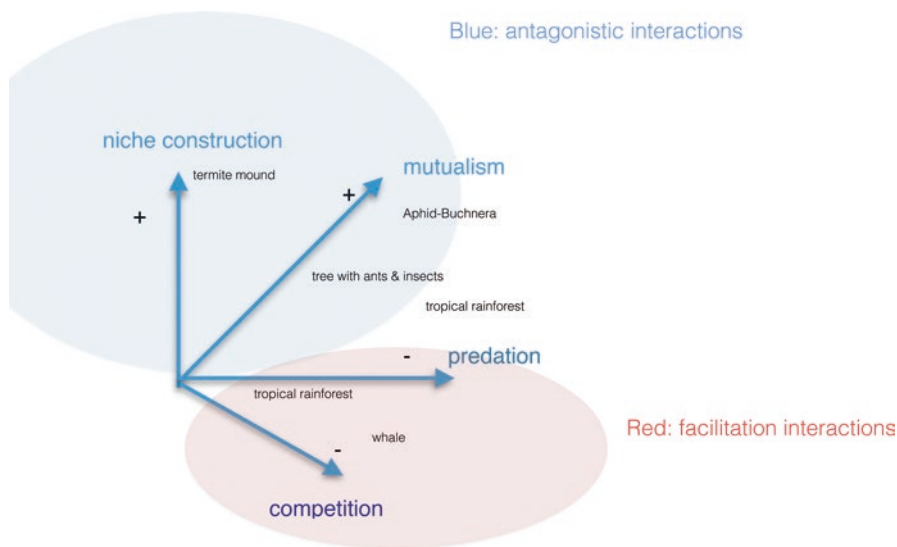 Blue: antagonistic interactions
niche construction
termite mound
mutualism
+
+
Aphid-Buchnera
tree with ants & insects
tropical rainforest
-
predation
tropical rainforest
Red: facilitation interactions
whale
-
competition